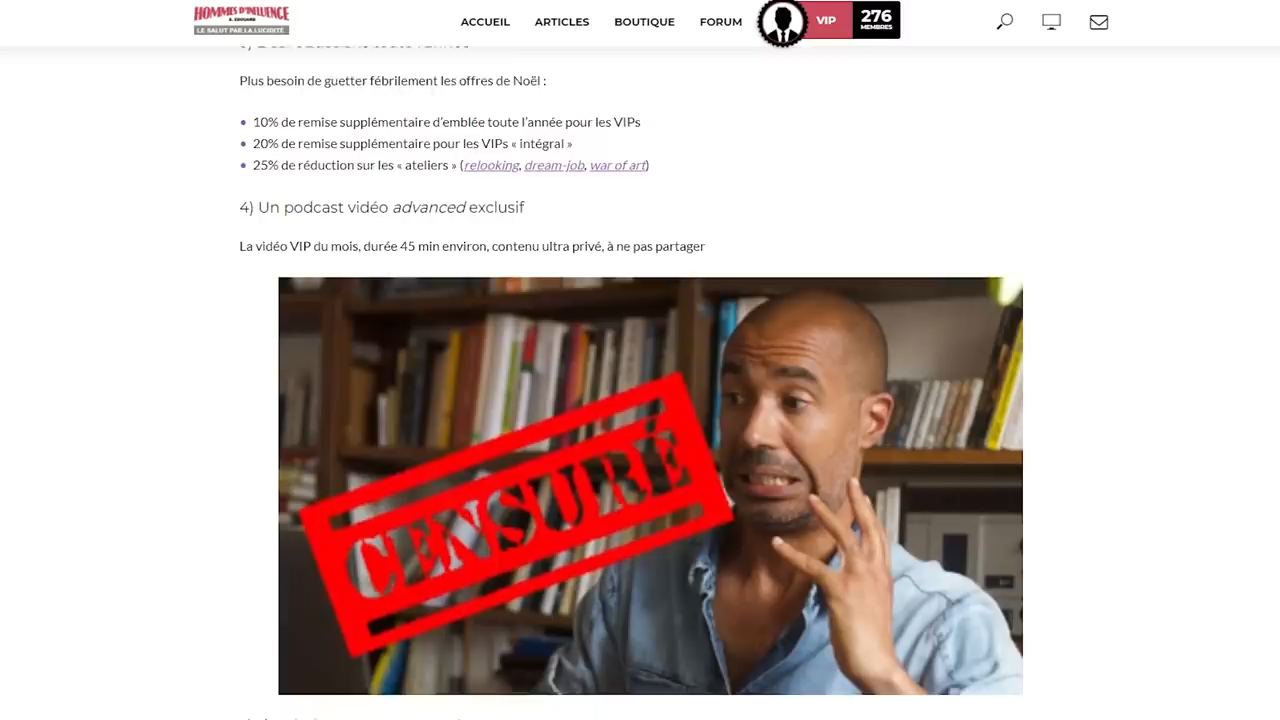 HOMMES D'INFLUENCE
LE SALUT PAR LA LUCIDITÉ
ACCUEIL
ARTICLES
BOUTIQUE
FORUM
VIP
276
MEMBRES
Plus besoin de guetter fébrilement les offres de Noël :
10% de remise supplémentaire d’emblée toute l’année pour les VIPs
20% de remise supplémentaire pour les VIPs « intégral »
25% de réduction sur les « ateliers » (relooking, dream-job, war of art)
4) Un podcast vidéo advanced exclusif
La vidéo VIP du mois, durée 45 min environ, contenu ultra privé, à ne pas partager
CENSURÉ